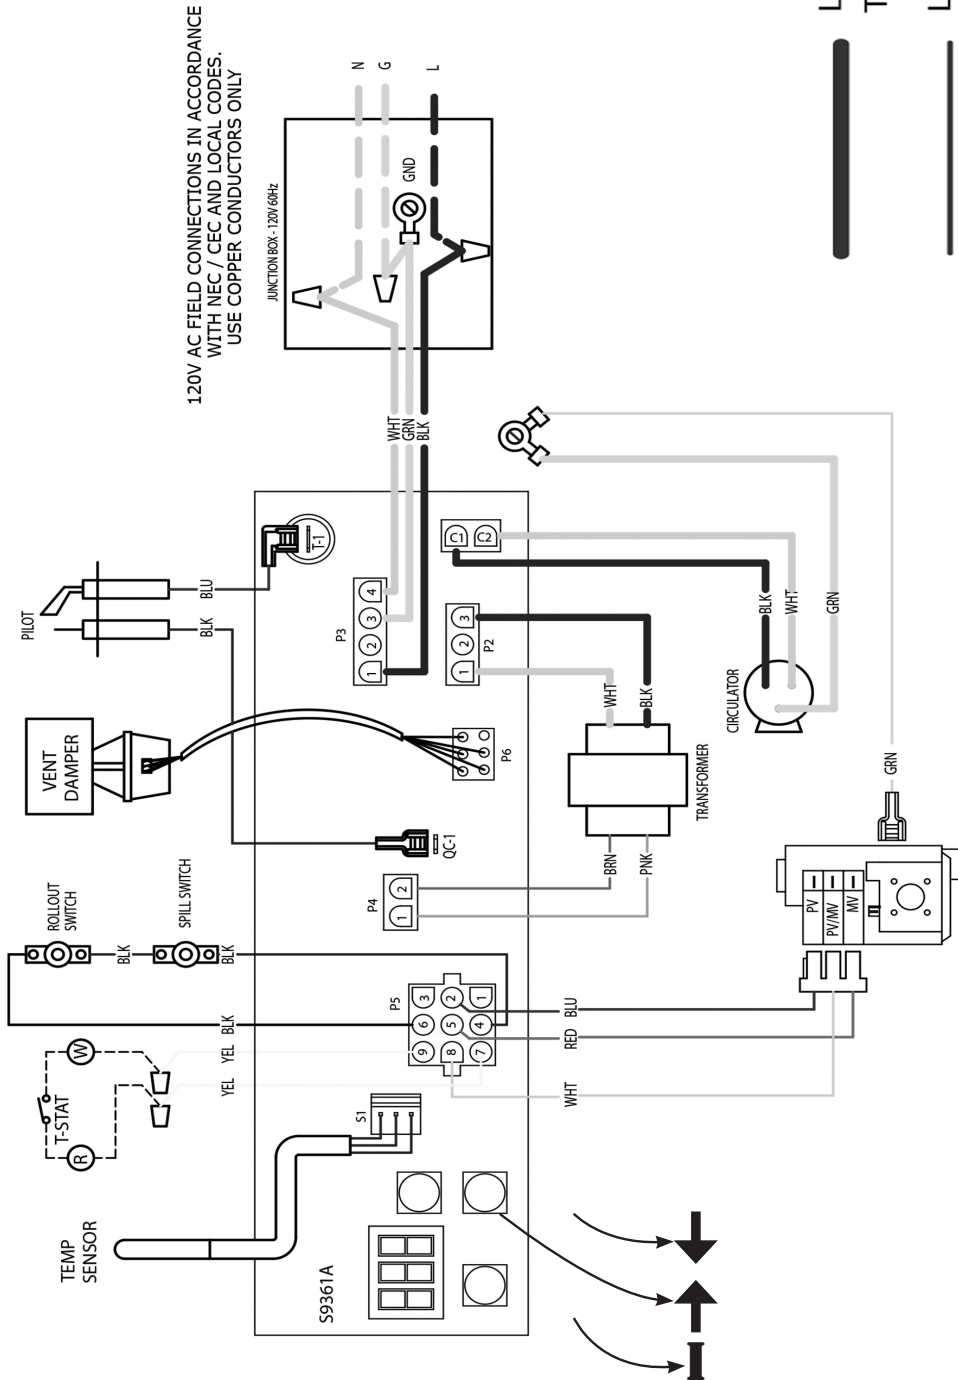 120V AC FIELD CONNECTIONS IN ACCORDANCE
WITH NEC / CEC AND LOCAL CODES.
USE COPPER CONDUCTORS ONLY
JUNCTION BOX - 120V 60Hz
N
G
L
GND
WHT
GRN
BLK
PILOT
BLU
BLK
T-1
P3
1
2
3
4
C1
C2
P2
1
2
3
VENT
DAMPER
P6
QC-1
WHT
BLK
TRANSFORMER
BRN
PNK
P4
1
2
CIRCULATOR
BLK
WHT
GRN
GRN
ROLLOUT
SWITCH
SPILL SWITCH
BLK
BLK
BLK
P5
3
2
1
6
5
4
9
8
7
YEL
YEL
BLU
RED
WHT
PV
PV/MV
MV
T-STAT
W
R
S1
TEMP
SENSOR
S9361A